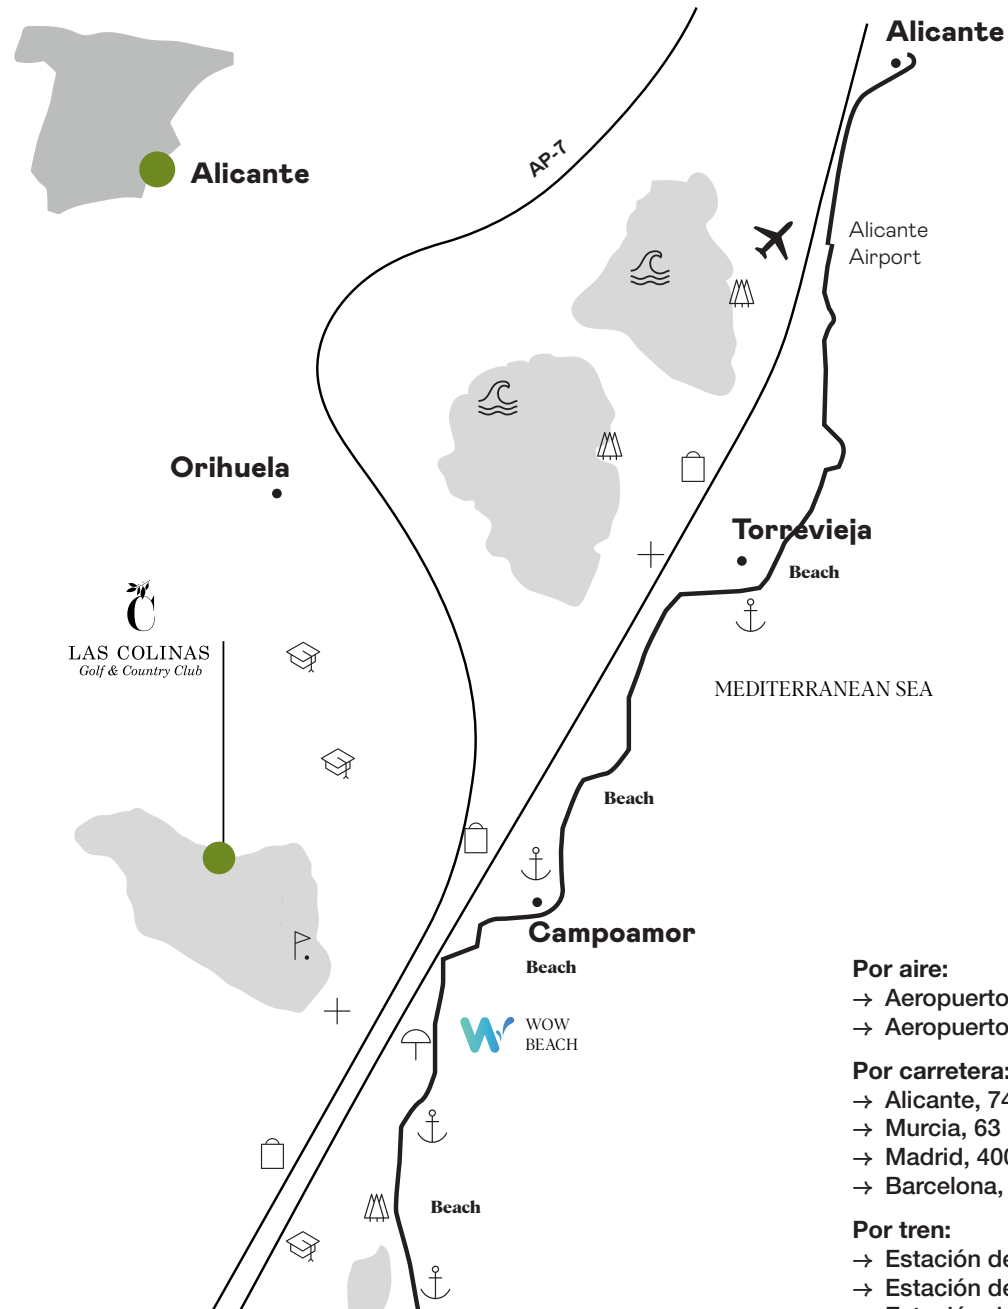 Alicante
Alicante
AP-7
Alicante
Airport
Orihuela
Torrevieja
Beach
C
LAS COLINAS
Golf & Country Club
MEDITERRANEAN SEA
Beach
Campoamor
Beach
W
WOW
BEACH
Beach
Por aire:
→ Aeropuerto
→ Aeropuerto
Por carretera:
→ Alicante, 74
→ Murcia, 63
→ Madrid, 400
→ Barcelona,
Por tren:
→ Estación de
→ Estación de